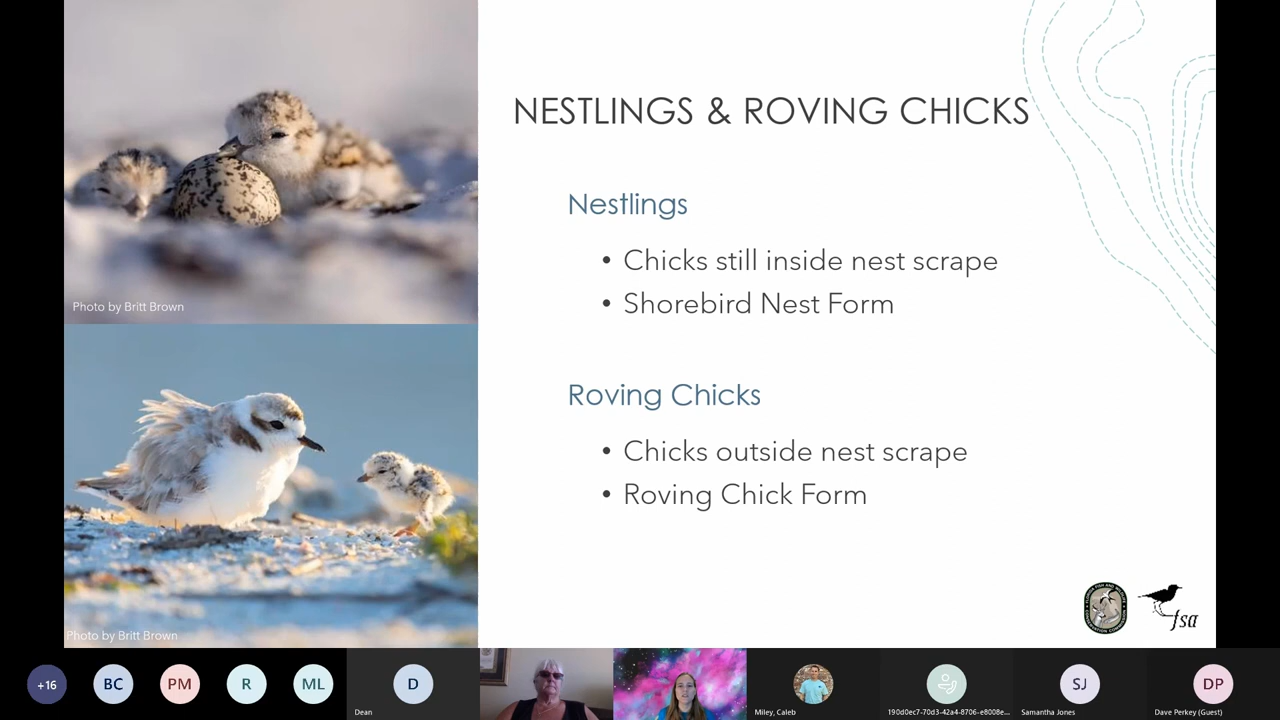 NESTLINGS & ROVING CHICKS
Nestlings
• Chicks still inside nest scrape
• Shorebird Nest Form
Roving Chicks
• Chicks outside nest scrape
• Roving Chick Form
Photo by Britt Brown
Photo by Britt Brown
fsa
+16
BC
PM
R
ML
D
Dean
Miley, Caleb
190d0ec7-70d3-42a4-8706-e8008e...
SJ
Samantha Jones
DP
Dave Perkey (Guest)